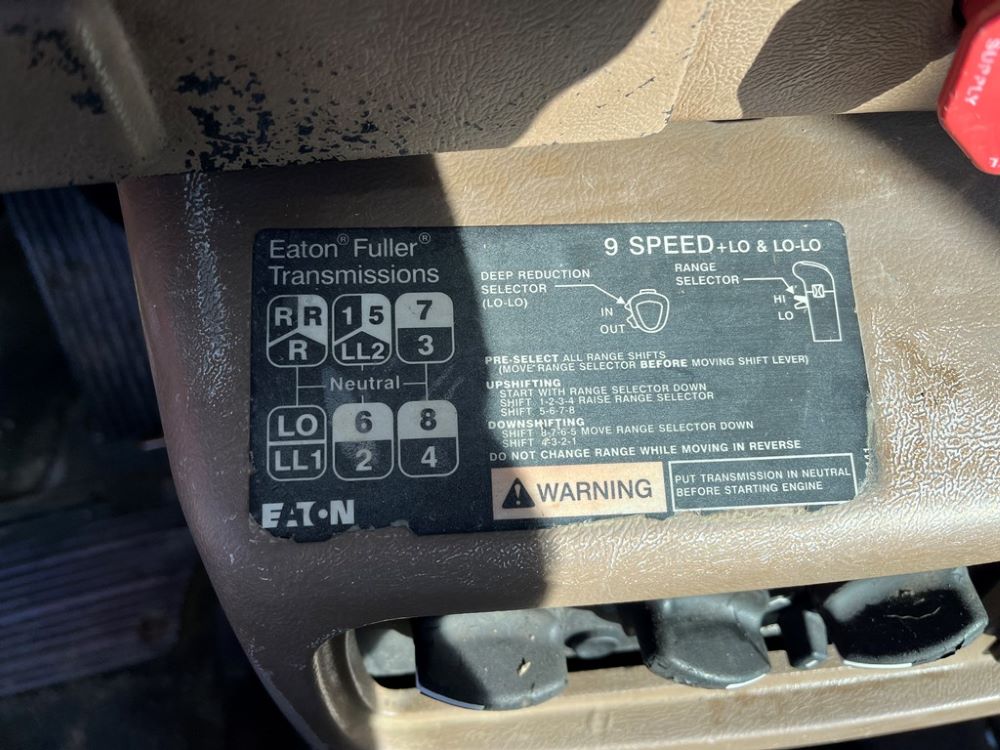 SUPPLY
Eaton® Fuller®
Transmissions
9 SPEED +LO & LO-LO
R R
R
1 5
LL2
7
3
Neutral
LO
LL1
6
2
8
4
EATON
DEEP REDUCTION
SELECTOR
(LO-LO)
IN
OUT
RANGE
SELECTOR
HI
LO
PRE-SELECT ALL RANGE SHIFTS
(MOVE RANGE SELECTOR BEFORE MOVING SHIFT LEVER)
UPSHIFTING
START WITH RANGE SELECTOR DOWN
SHIFT 1-2-3-4 RAISE RANGE SELECTOR
SHIFT 5-6-7-8
DOWNSHIFTING
SHIFT 8-7-6-5 MOVE RANGE SELECTOR DOWN
SHIFT 4-3-2-1
DO NOT CHANGE RANGE WHILE MOVING IN REVERSE
WARNING
PUT TRANSMISSION IN NEUTRAL
BEFORE STARTING ENGINE